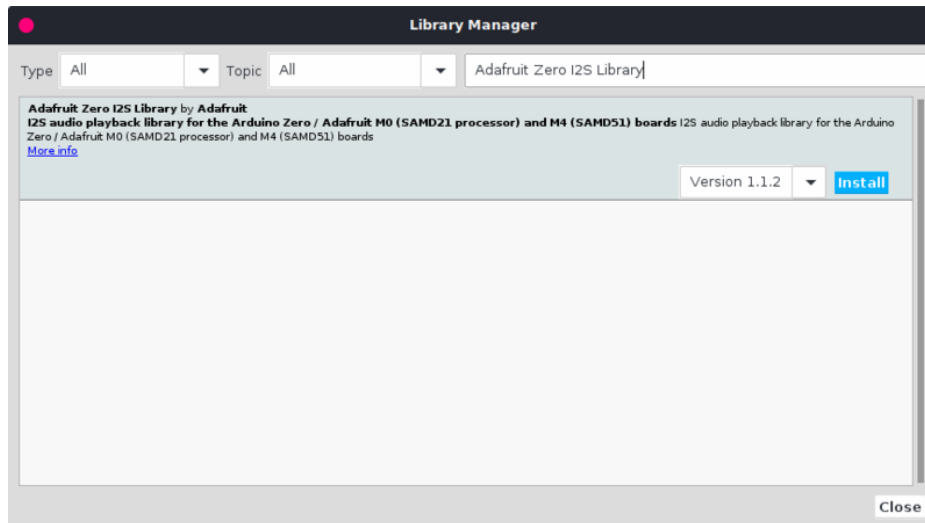 Library Manager
Type All Topic All Adafruit Zero I2S Library
Adafruit Zero I2S Library by Adafruit
I2S audio playback library for the Arduino Zero / Adafruit M0 (SAMD21 processor) and M4 (SAMD51) boards I2S audio playback library for the Arduino
Zero / Adafruit M0 (SAMD21 processor) and M4 (SAMD51) boards
More info
Version 1.1.2 Install
Close